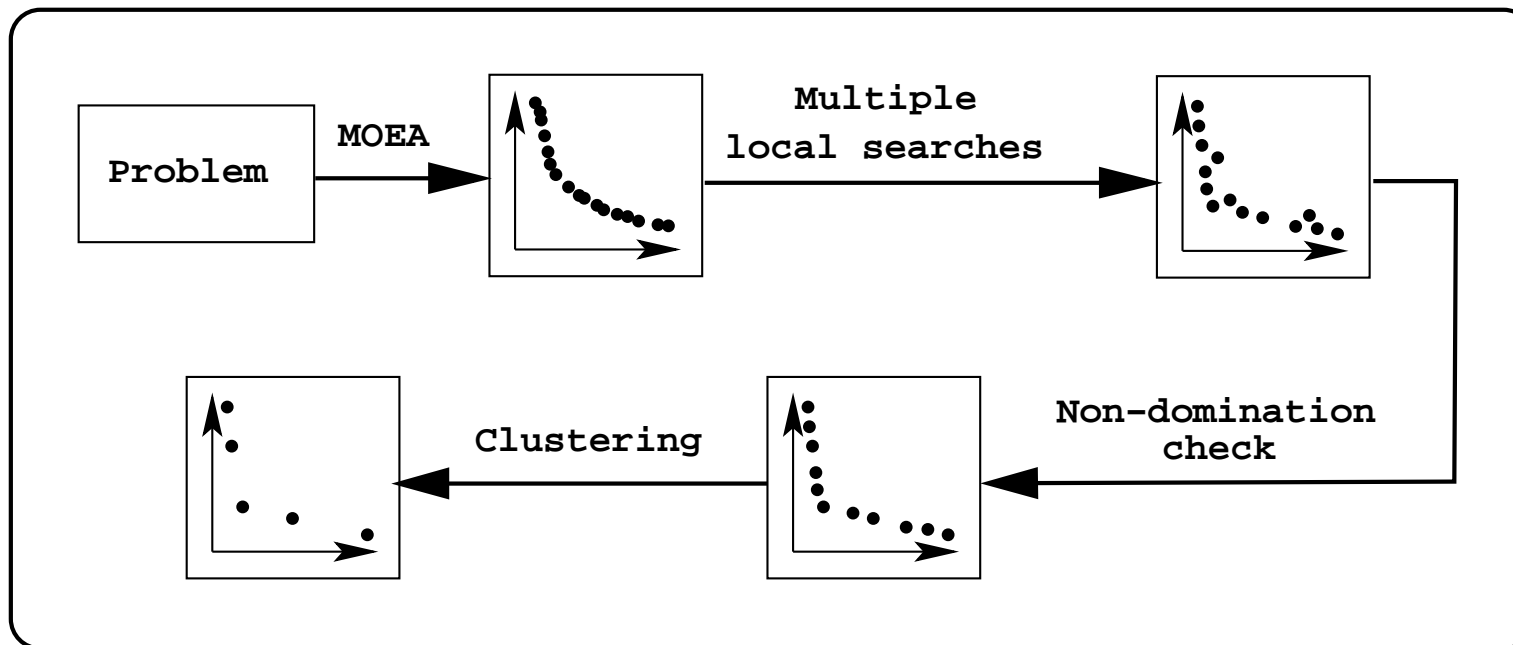 Problem
MOEA
Multiple
local searches
Non-domination
check
Clustering